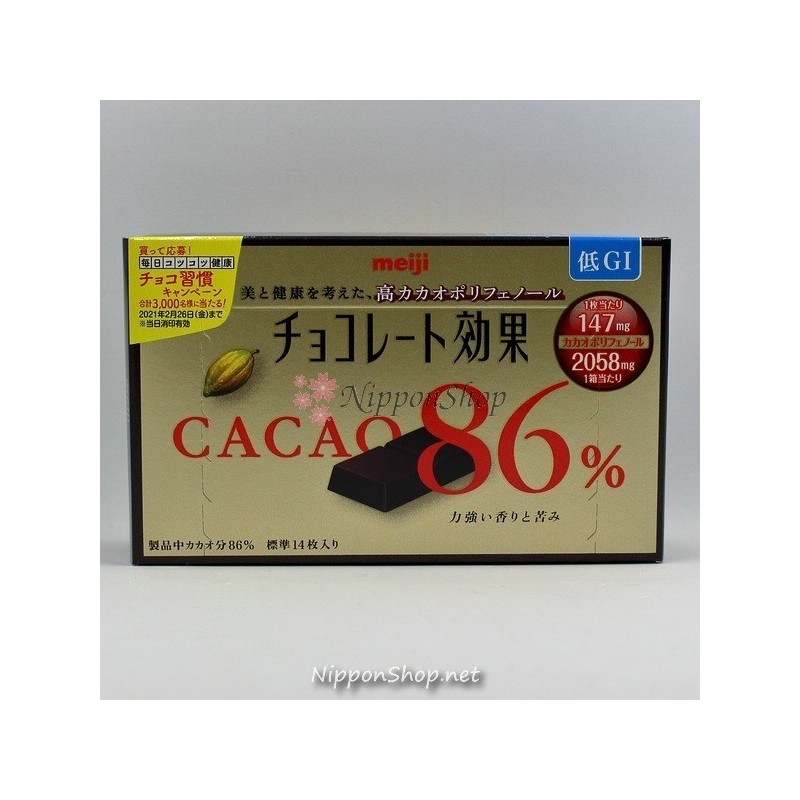 買って応募!
毎日コツコツ健康
チョコ習慣
キャンペーン
合計3,000名様に当たる!
2021年2月26日(金)まで
※当日消印有効
meiji
低GI
美と健康を考えた、高カカオポリフェノール
チョコレート効果
1枚当たり
147mg
カカオポリフェノール
2058mg
1箱当たり
NipponShop
CACAO 86%
力強い香りと苦み
製品中カカオ分86% 標準14枚入り
NipponShop.net